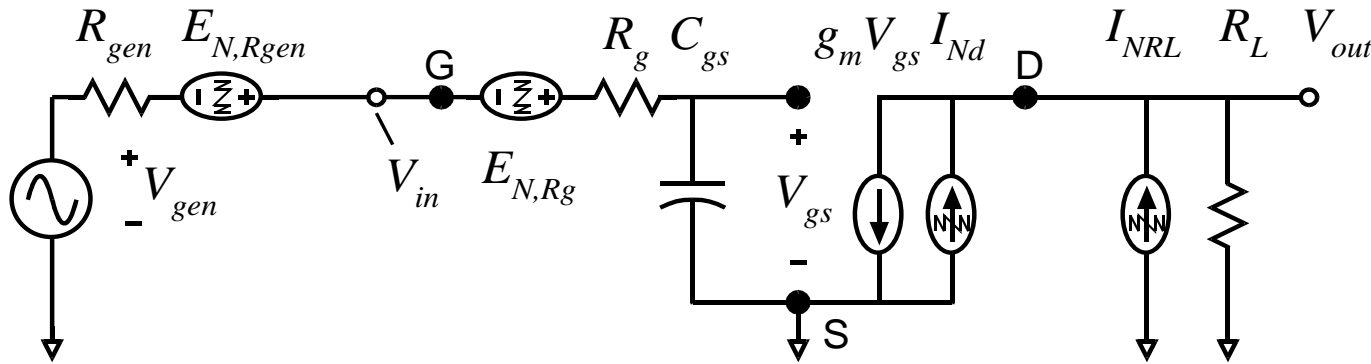 R_gen E_N,Rgen R_g C_gs g_m V_gs I_Nd I_NRL R_L V_out
G D
+ - + - +
V_gen V_in E_N,Rg V_gs
- -
S